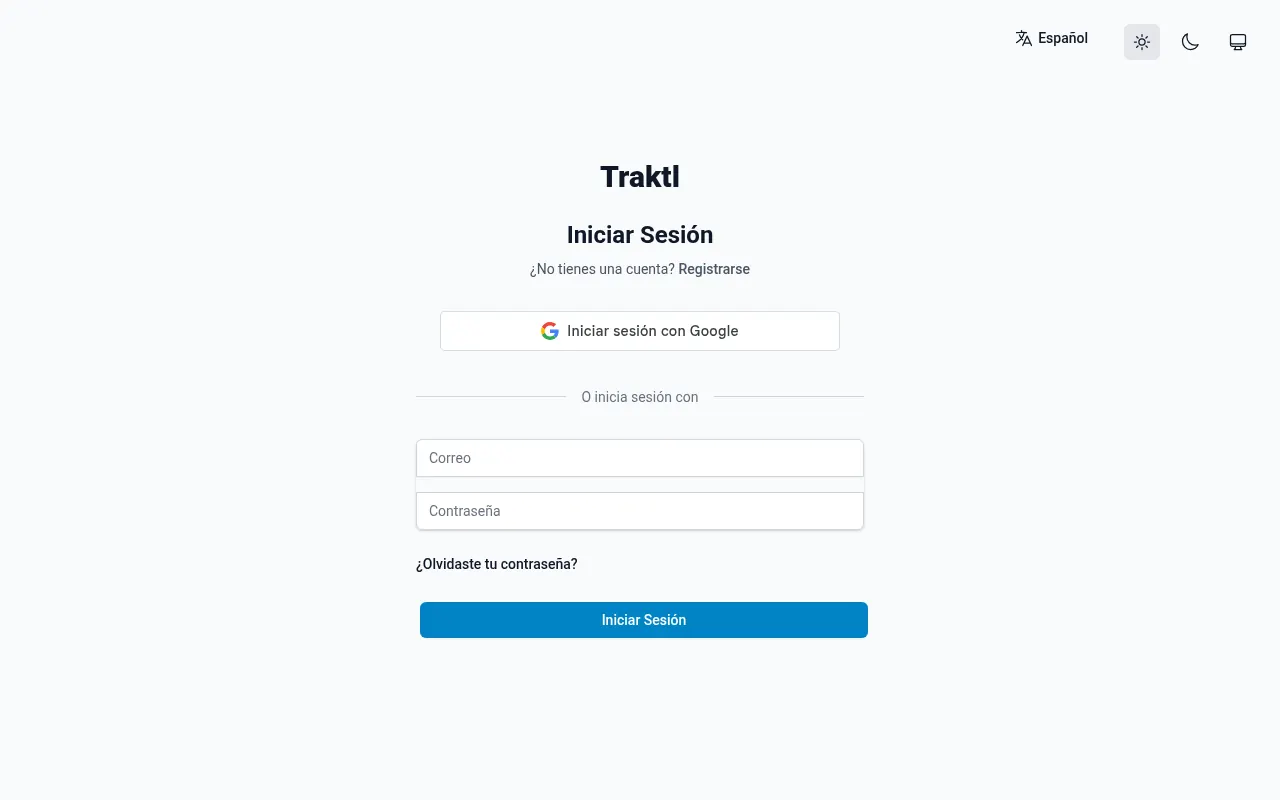 Español
Traktl
Iniciar Sesión
¿No tienes una cuenta? Registrarse
Iniciar sesión con Google
O inicia sesión con
Correo
Contraseña
¿Olvidaste tu contraseña?
Iniciar Sesión